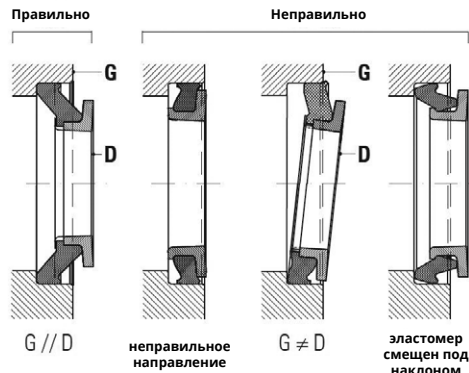 Правильно
Неправильно
G
G
D
D
G // D
неправильное
направление
G ≠ D
эластомер
смещен под
наклоном